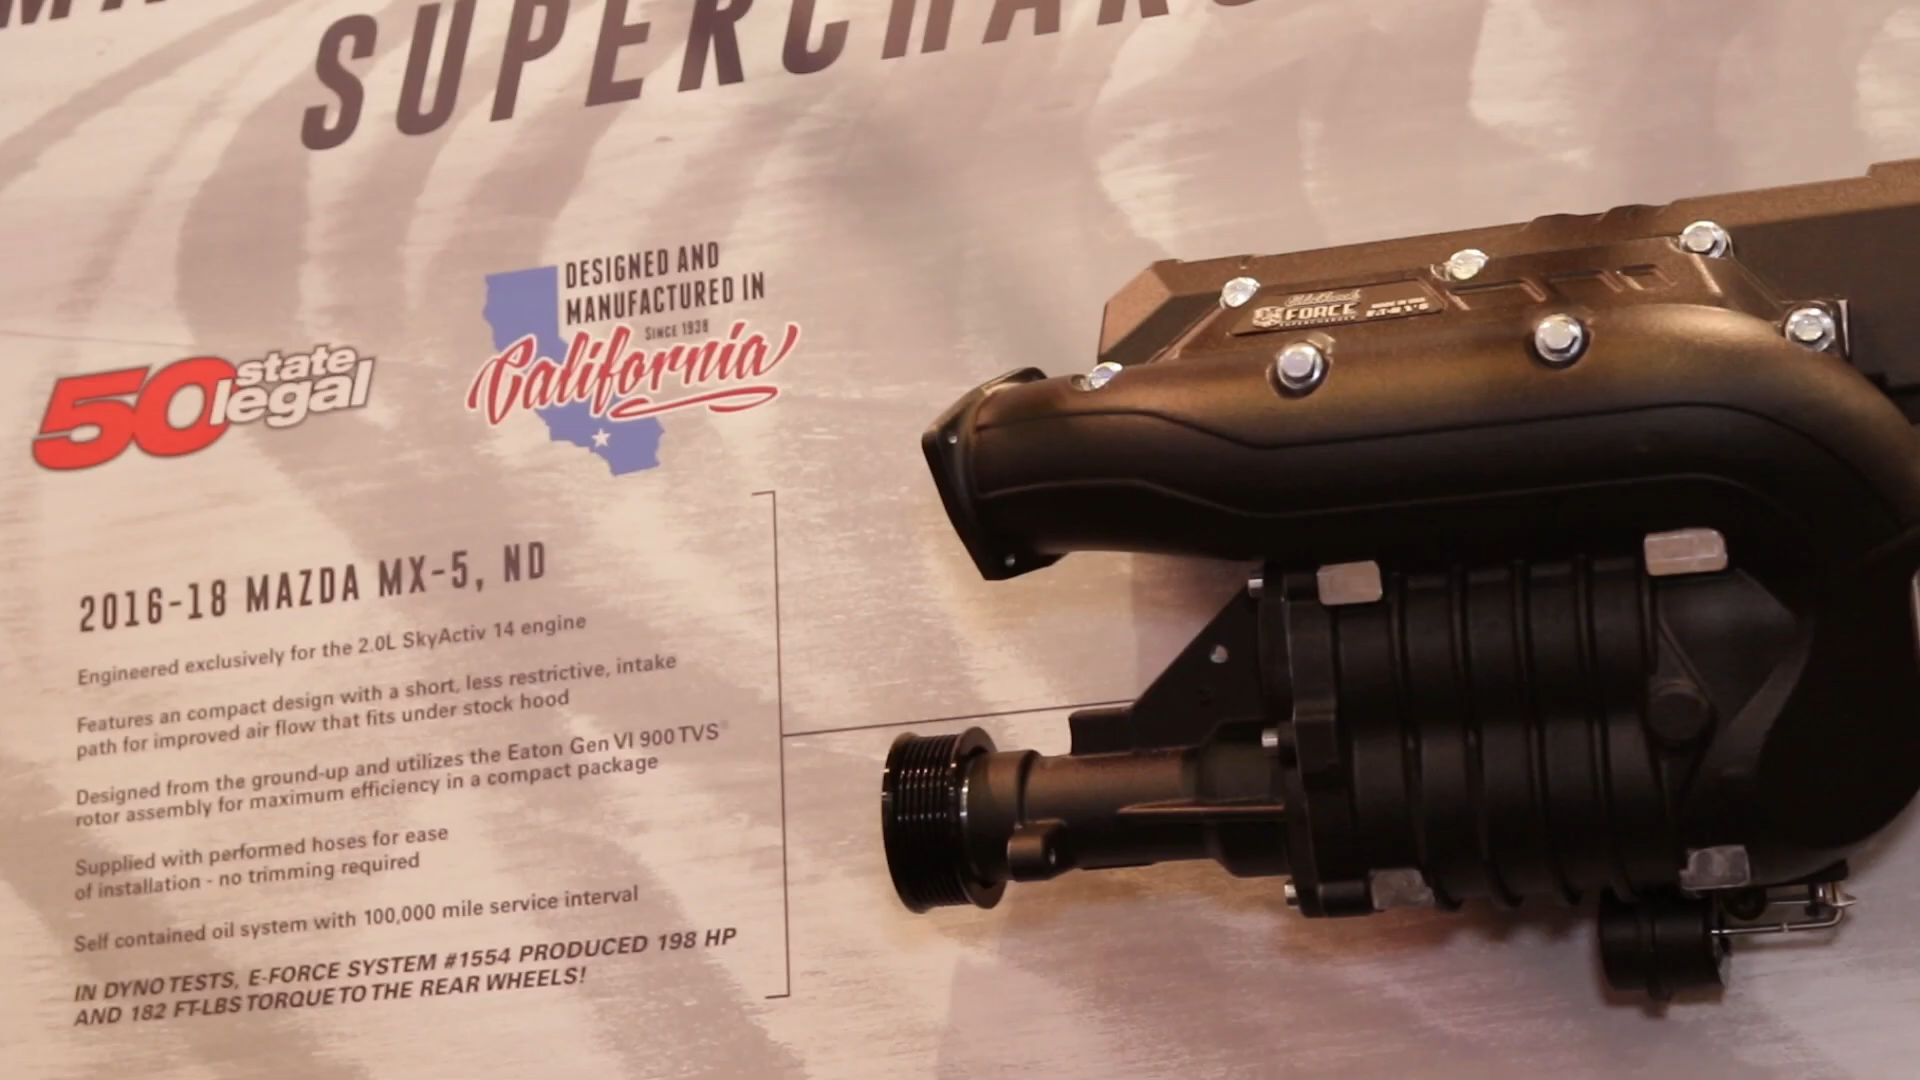 SUPERCHAR
DESIGNED AND
MANUFACTURED IN
SINCE 1938
California
50 state
legal
2016-18 MAZDA MX-5, ND
Engineered exclusively for the 2.0L SkyActiv 14 engine
Features an compact design with a short, less restrictive, intake
path for improved air flow that fits under stock hood
Designed from the ground-up and utilizes the Eaton Gen VI 900 TVS®
rotor assembly for maximum efficiency in a compact package
Supplied with performed hoses for ease
of installation - no trimming required
Self contained oil system with 100,000 mile service interval
IN DYNO TESTS, E-FORCE SYSTEM #1554 PRODUCED 198 HP
AND 182 FT-LBS TORQUE TO THE REAR WHEELS!
Edelbrock
E-FORCE
SUPERCHARGER